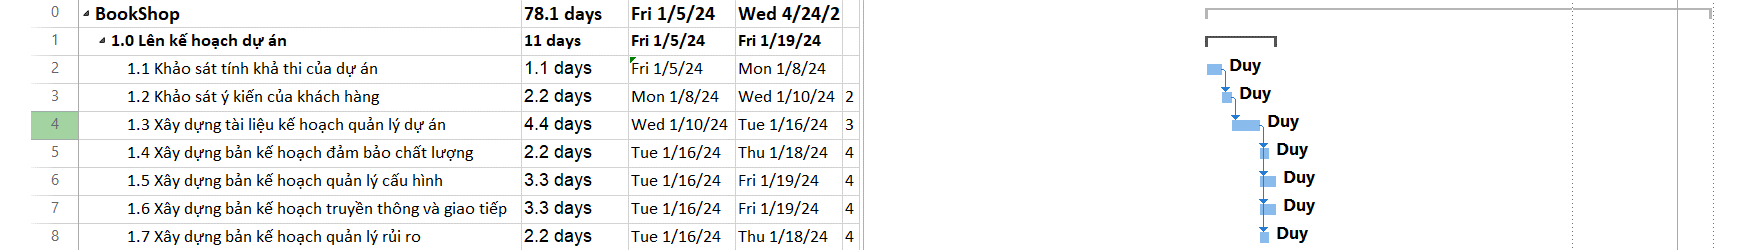 0 BookShop 78.1 days Fri 1/5/24 Wed 4/24/2
1 1.0 Lên kế hoạch dự án 11 days Fri 1/5/24 Fri 1/19/24
2 1.1 Khảo sát tính khả thi của dự án 1.1 days Fri 1/5/24 Mon 1/8/24 Duy
3 1.2 Khảo sát ý kiến của khách hàng 2.2 days Mon 1/8/24 Wed 1/10/24 2 Duy
4 1.3 Xây dựng tài liệu kế hoạch quản lý dự án 4.4 days Wed 1/10/24 Tue 1/16/24 3 Duy
5 1.4 Xây dựng bản kế hoạch đảm bảo chất lượng 2.2 days Tue 1/16/24 Thu 1/18/24 4 Duy
6 1.5 Xây dựng bản kế hoạch quản lý cấu hình 3.3 days Tue 1/16/24 Fri 1/19/24 4 Duy
7 1.6 Xây dựng bản kế hoạch truyền thông và giao tiếp 3.3 days Tue 1/16/24 Fri 1/19/24 4 Duy
8 1.7 Xây dựng bản kế hoạch quản lý rủi ro 2.2 days Tue 1/16/24 Thu 1/18/24 4 Duy